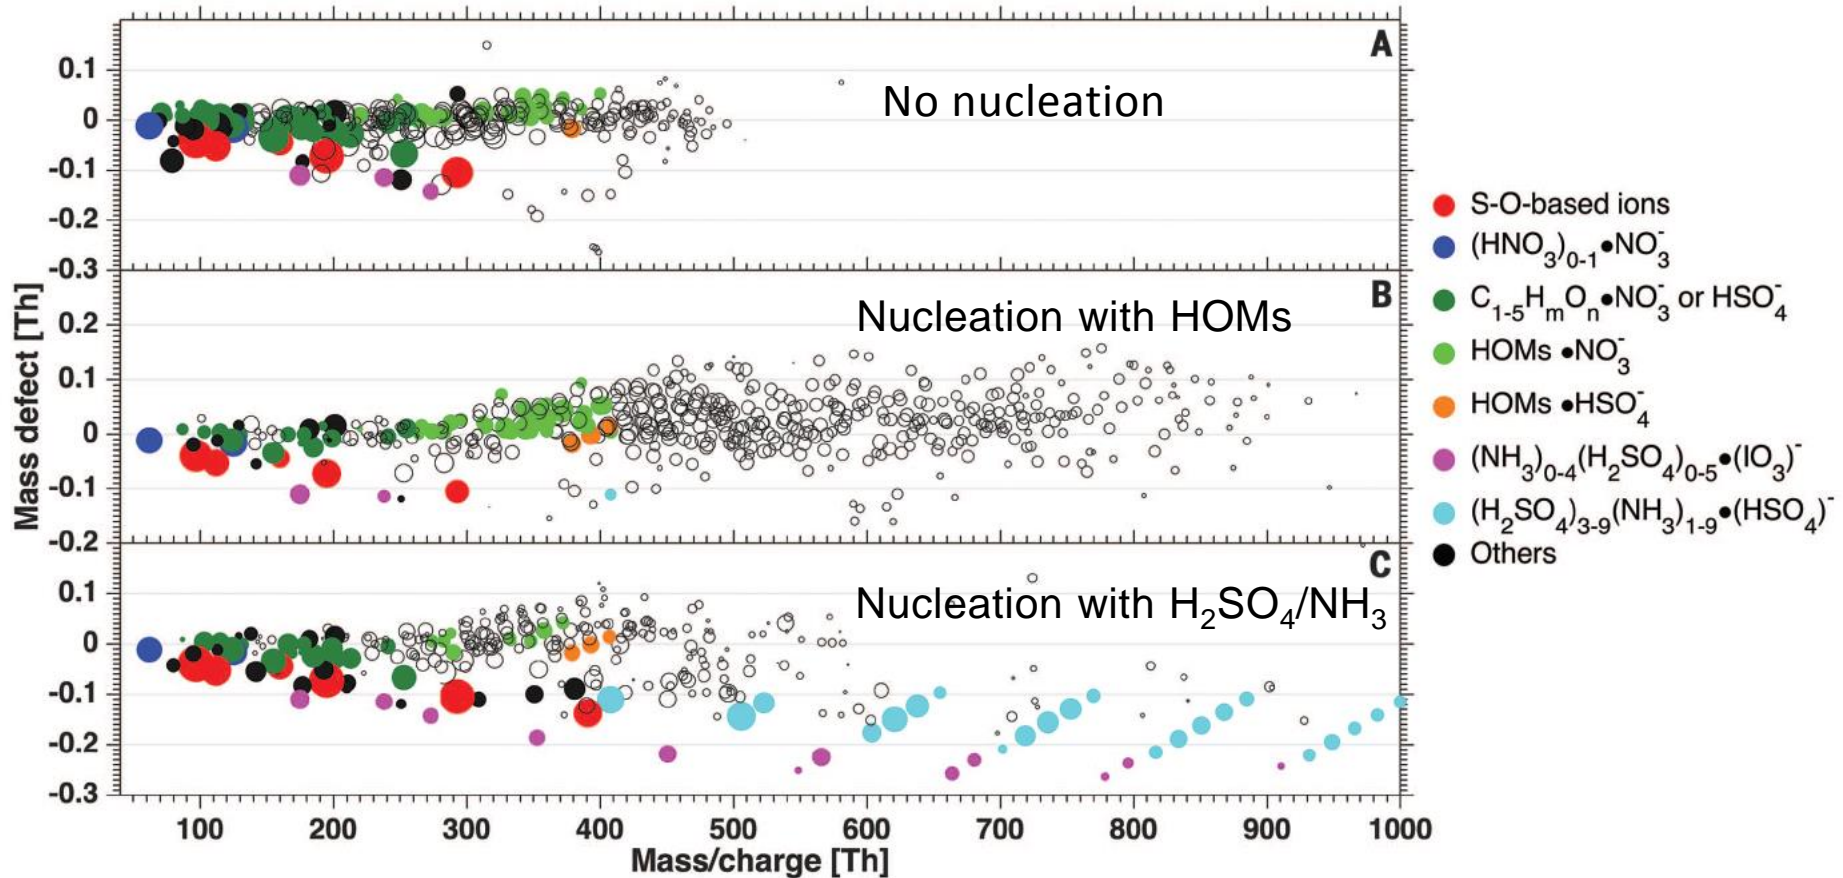 A
No nucleation
0.1
0
-0.1
-0.2
-0.3
B
Nucleation with HOMs
0.2
0.1
0
-0.1
-0.2
C
Nucleation with H₂SO₄/NH₃
0.1
0
-0.1
-0.2
-0.3
Mass defect [Th]
100 200 300 400 500 600 700 800 900 1000
Mass/charge [Th]
S-O-based ions
(HNO₃)₀₋₁•NO₃⁻
C₁₋₅HₘOₙ•NO₃⁻ or HSO₄⁻
HOMs •NO₃⁻
HOMs •HSO₄⁻
(NH₃)₀₋₄(H₂SO₄)₀₋₅•(IO₃)⁻
(H₂SO₄)₃₋₉(NH₃)₁₋₉•(HSO₄)⁻
Others